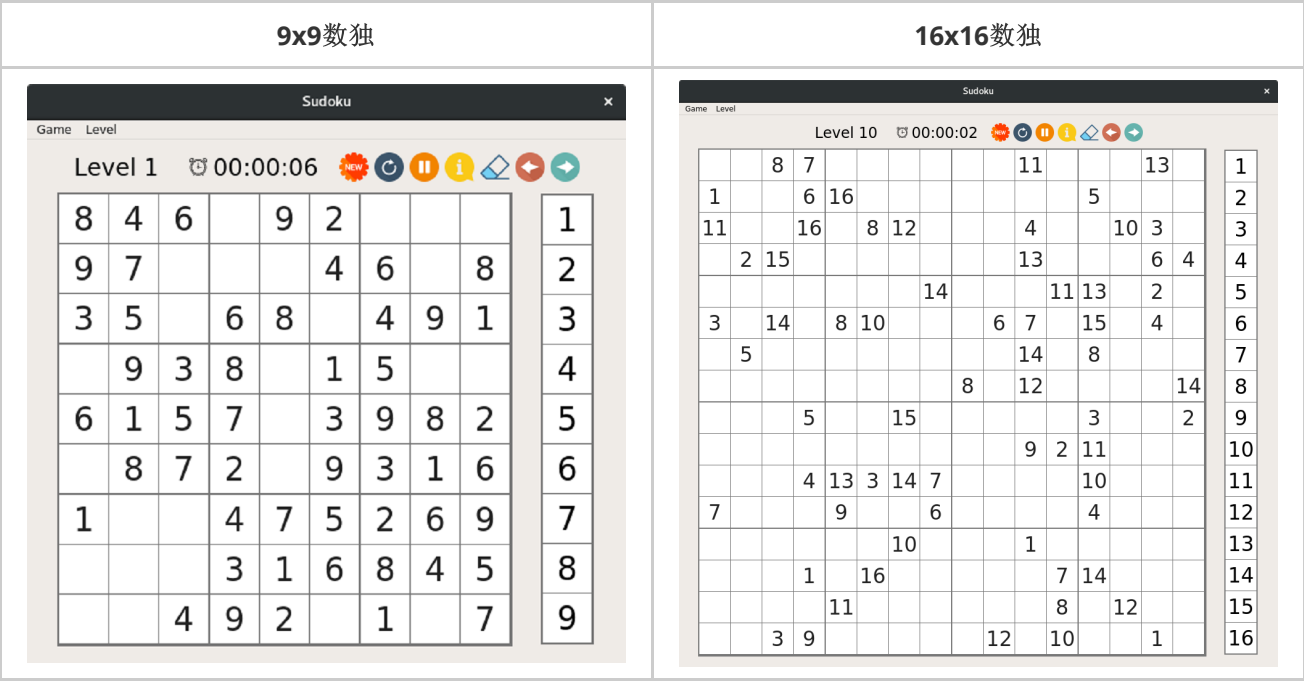 9x9数独
16x16数独
Sudoku ×
Game Level
Level 1 00:00:06 NEW i
8 4 6 9 2
9 7 4 6 8
3 5 6 8 4 9 1
9 3 8 1 5
6 1 5 7 3 9 8 2
8 7 2 9 3 1 6
1 4 7 5 2 6 9
3 1 6 8 4 5
4 9 2 1 7
1
2
3
4
5
6
7
8
9
Sudoku ×
Game Level
Level 10 00:00:02 NEW i
8 7 11 13
1 6 16 5
11 16 8 12 4 10 3
2 15 13 6 4
14 11 13 2
3 14 8 10 6 7 15 4
5 14 8
8 12 14
5 15 3 2
9 2 11
4 13 3 14 7 10
7 9 6 4
10 1
1 16 7 14
11 8 12
3 9 12 10 1
1
2
3
4
5
6
7
8
9
10
11
12
13
14
15
16